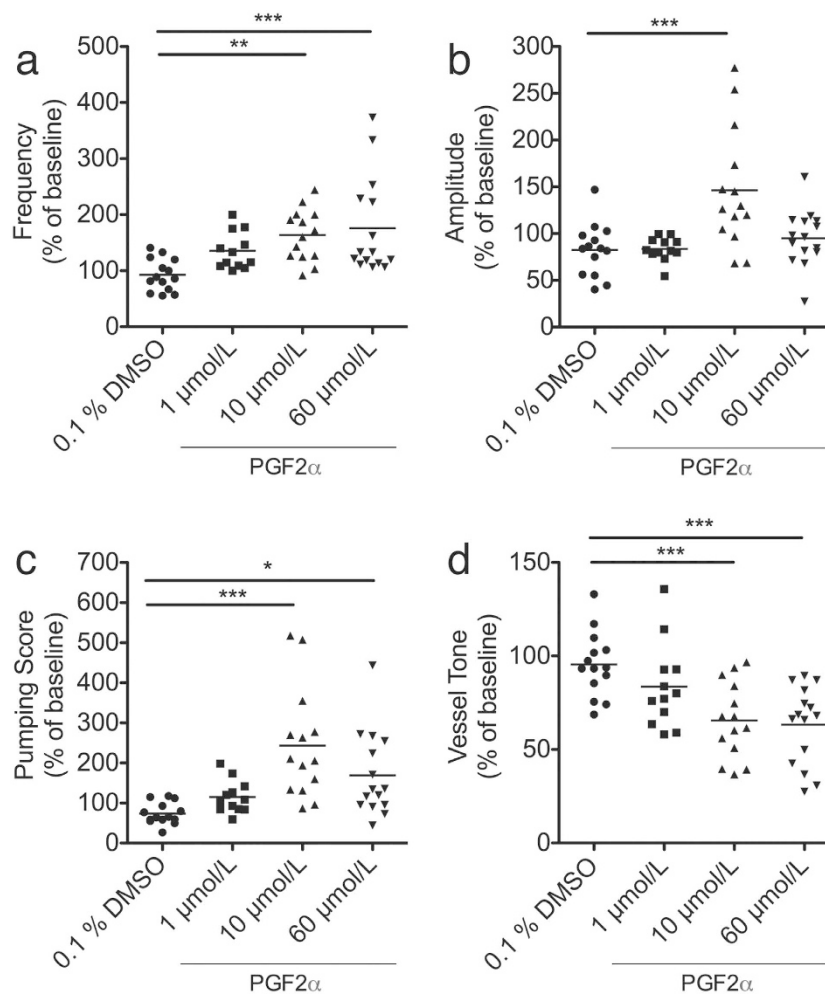 a
***
**
Frequency
(% of baseline)
500
400
300
200
100
0
0.1 % DMSO
1 µmol/L
10 µmol/L
60 µmol/L
PGF2α
b
***
Amplitude
(% of baseline)
300
250
200
150
100
50
0
0.1 % DMSO
1 µmol/L
10 µmol/L
60 µmol/L
PGF2α
c
*
***
Pumping Score
(% of baseline)
700
600
500
400
300
200
100
0
0.1 % DMSO
1 µmol/L
10 µmol/L
60 µmol/L
PGF2α
d
***
***
Vessel Tone
(% of baseline)
150
100
50
0
0.1 % DMSO
1 µmol/L
10 µmol/L
60 µmol/L
PGF2α